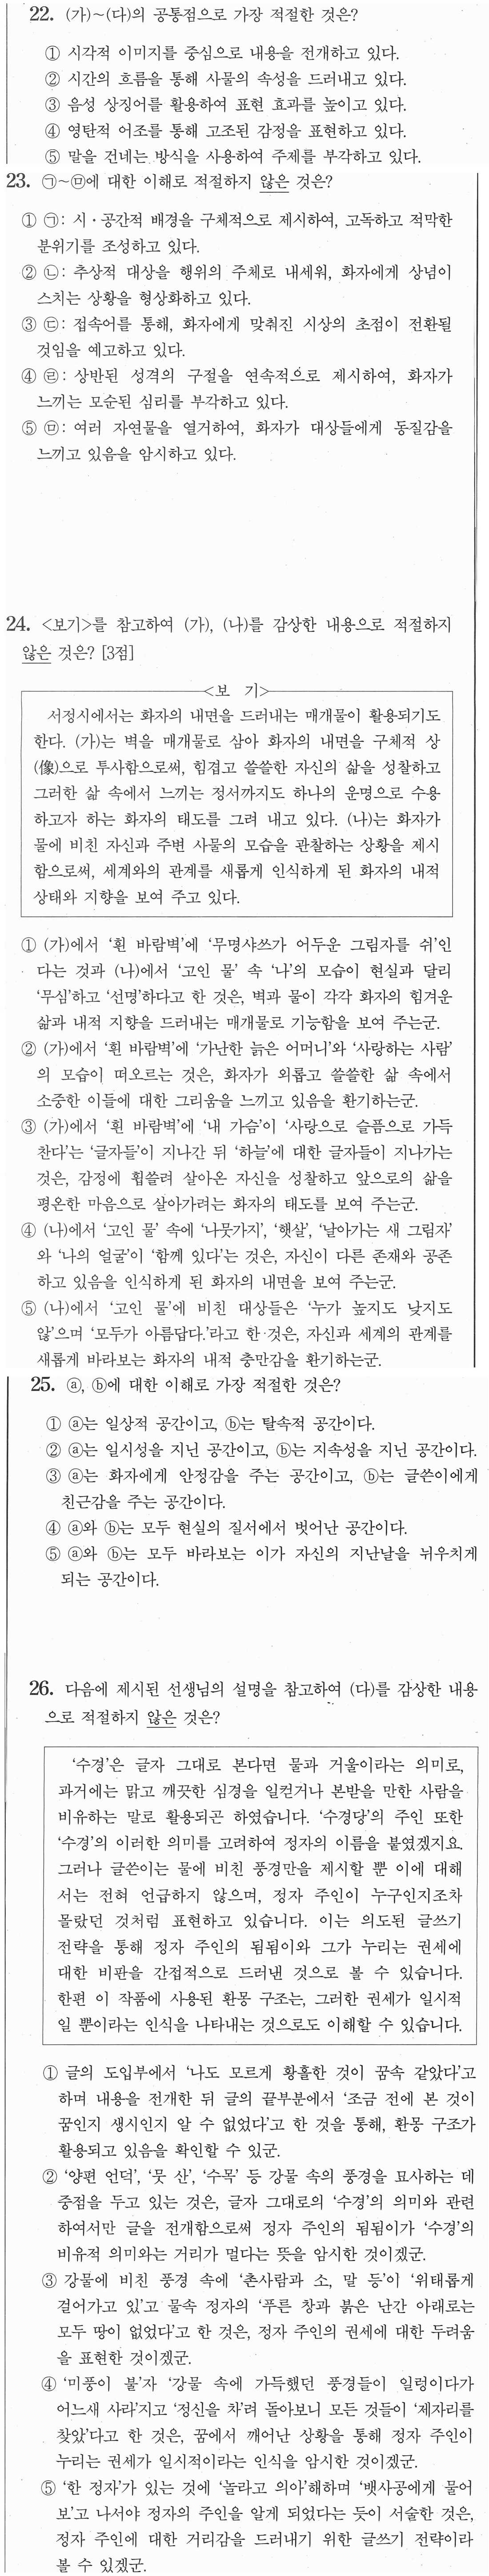 22. (가)~(다)의 공통점으로 가장 적절한 것은?
① 시각적 이미지를 중심으로 내용을 전개하고 있다.
② 시간의 흐름을 통해 사물의 속성을 드러내고 있다.
③ 음성 상징어를 활용하여 표현 효과를 높이고 있다.
④ 영탄적 어조를 통해 고조된 감정을 표현하고 있다.
⑤ 말을 건네는 방식을 사용하여 주제를 부각하고 있다.
23. ㉠~㉤에 대한 이해로 적절하지 않은 것은?
① ㉠: 시·공간적 배경을 구체적으로 제시하여, 고독하고 적막한
분위기를 조성하고 있다.
② ㉡: 추상적 대상을 행위의 주체로 내세워, 화자에게 상념이
스치는 상황을 형상화하고 있다.
③ ㉢: 접속어를 통해, 화자에게 맞춰진 시상의 초점이 전환될
것임을 예고하고 있다.
④ ㉣: 상반된 성격의 구절을 연속적으로 제시하여, 화자가
느끼는 모순된 심리를 부각하고 있다.
⑤ ㉤: 여러 자연물을 열거하여, 화자가 대상들에게 동질감을
느끼고 있음을 암시하고 있다.
24. <보기>를 참고하여 (가), (나)를 감상한 내용으로 적절하지
않은 것은? [3점]
<보 기>
서정시에서는 화자의 내면을 드러내는 매개물이 활용되기도
한다. (가)는 벽을 매개물로 삼아 화자의 내면을 구체적 상
(像)으로 투사함으로써, 힘겹고 쓸쓸한 자신의 삶을 성찰하고
그러한 삶 속에서 느끼는 정서까지도 하나의 운명으로 수용
하고자 하는 화자의 태도를 그려 내고 있다. (나)는 화자가
물에 비친 자신과 주변 사물의 모습을 관찰하는 상황을 제시
함으로써, 세계와의 관계를 새롭게 인식하게 된 화자의 내적
상태와 지향을 보여 주고 있다.
① (가)에서 '흰 바람벽'에 '무명샤쓰가 어두운 그림자를 쉬'인
다는 것과 (나)에서 '고인 물' 속 '나'의 모습이 현실과 달리
'무심'하고 '선명'하다고 한 것은, 벽과 물이 각각 화자의 힘겨운
삶과 내적 지향을 드러내는 매개물로 기능함을 보여 주는군.
② (가)에서 '흰 바람벽'에 '가난한 늙은 어머니'와 '사랑하는 사람'
의 모습이 떠오르는 것은, 화자가 외롭고 쓸쓸한 삶 속에서
소중한 이들에 대한 그리움을 느끼고 있음을 환기하는군.
③ (가)에서 '흰 바람벽'에 '내 가슴'이 '사랑으로 슬픔으로 가득
찬다'는 '글자들'이 지나간 뒤 '하늘'에 대한 글자들이 지나가는
것은, 감정에 휩쓸려 살아온 자신을 성찰하고 앞으로의 삶을
평온한 마음으로 살아가려는 화자의 태도를 보여 주는군.
④ (나)에서 '고인 물' 속에 '나뭇가지', '햇살', '날아가는 새 그림자'
와 '나의 얼굴'이 '함께 있다'는 것은, 자신이 다른 존재와 공존
하고 있음을 인식하게 된 화자의 내면을 보여 주는군.
⑤ (나)에서 '고인 물'에 비친 대상들은 '누가 높지도 낮지도
않'으며 '모두가 아름답다.'라고 한 것은, 자신과 세계의 관계를
새롭게 바라보는 화자의 내적 충만감을 환기하는군.
25. ⓐ, ⓑ에 대한 이해로 가장 적절한 것은?
① ⓐ는 일상적 공간이고, ⓑ는 탈속적 공간이다.
② ⓐ는 일시성을 지닌 공간이고, ⓑ는 지속성을 지닌 공간이다.
③ ⓐ는 화자에게 안정감을 주는 공간이고, ⓑ는 글쓴이에게
친근감을 주는 공간이다.
④ ⓐ와 ⓑ는 모두 현실의 질서에서 벗어난 공간이다.
⑤ ⓐ와 ⓑ는 모두 바라보는 이가 자신의 지난날을 뉘우치게
되는 공간이다.
26. 다음에 제시된 선생님의 설명을 참고하여 (다)를 감상한 내용
으로 적절하지 않은 것은?
'수경'은 글자 그대로 본다면 물과 거울이라는 의미로,
과거에는 맑고 깨끗한 심경을 일컫거나 본받을 만한 사람을
비유하는 말로 활용되곤 하였습니다. '수경당'의 주인 또한
'수경'의 이러한 의미를 고려하여 정자의 이름을 붙였겠지요.
그러나 글쓴이는 물에 비친 풍경만을 제시할 뿐 이에 대해
서는 전혀 언급하지 않으며, 정자 주인이 누구인지조차
몰랐던 것처럼 표현하고 있습니다. 이는 의도된 글쓰기
전략을 통해 정자 주인의 됨됨이와 그가 누리는 권세에
대한 비판을 간접적으로 드러낸 것으로 볼 수 있습니다.
한편 이 작품에 사용된 환몽 구조는, 그러한 권세가 일시적
일 뿐이라는 인식을 나타내는 것으로도 이해할 수 있습니다.
① 글의 도입부에서 '나도 모르게 황홀한 것이 꿈속 같았다'고
하며 내용을 전개한 뒤 글의 끝부분에서 '조금 전에 본 것이
꿈인지 생시인지 알 수 없었다'고 한 것을 통해, 환몽 구조가
활용되고 있음을 확인할 수 있군.
② '양편 언덕', '뭇 산', '수목' 등 강물 속의 풍경을 묘사하는 데
중점을 두고 있는 것은, 글자 그대로의 '수경'의 의미와 관련
하여서만 글을 전개함으로써 정자 주인의 됨됨이가 '수경'의
비유적 의미와는 거리가 멀다는 뜻을 암시한 것이겠군.
③ 강물에 비친 풍경 속에 '촌사람과 소, 말 등'이 '위태롭게
걸어가고 있'고 물속 정자의 '푸른 창과 붉은 난간 아래로는
모두 땅이 없었다'고 한 것은, 정자 주인의 권세에 대한 두려움
을 표현한 것이겠군.
④ '미풍이 불'자 '강물 속에 가득했던 풍경들이 일렁이다가
어느새 사라'지고 '정신을 차'려 돌아보니 모든 것들이 '제자리를
찾았'다고 한 것은, 꿈에서 깨어난 상황을 통해 정자 주인이
누리는 권세가 일시적이라는 인식을 암시한 것이겠군.
⑤ '한 정자'가 있는 것에 '놀라고 의아'해하며 '뱃사공에게 물어
보'고 나서야 정자의 주인을 알게 되었다는 듯이 서술한 것은,
정자 주인에 대한 거리감을 드러내기 위한 글쓰기 전략이라
볼 수 있겠군.